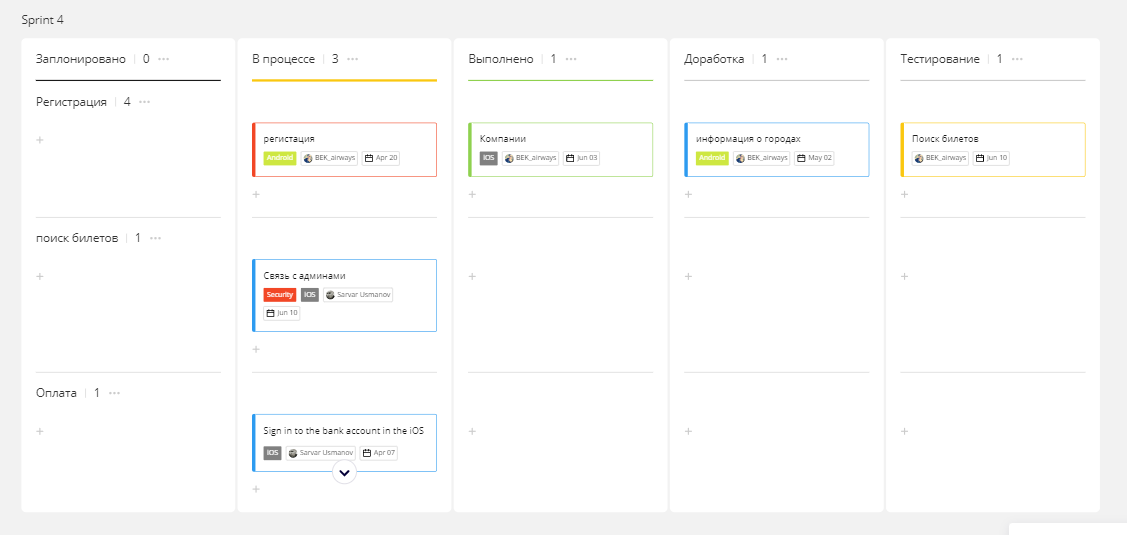 Sprint 4
Заплонировано 0 ...
В процессе 3 ...
Выполнено 1 ...
Доработка 1 ...
Тестирование 1 ...
Регистрация 4 ...
регистация
Android BEK_airways Apr 20
Компании
IOS BEK_airways Jun 03
информация о городах
Android BEK_airways May 02
Поиск билетов
BEK_airways Jun 10
поиск билетов 1 ...
Связь с админами
Security IOS Sarvar Usmanov
Jun 10
Оплата 1 ...
Sign in to the bank account in the iOS
IOS Sarvar Usmanov Apr 07